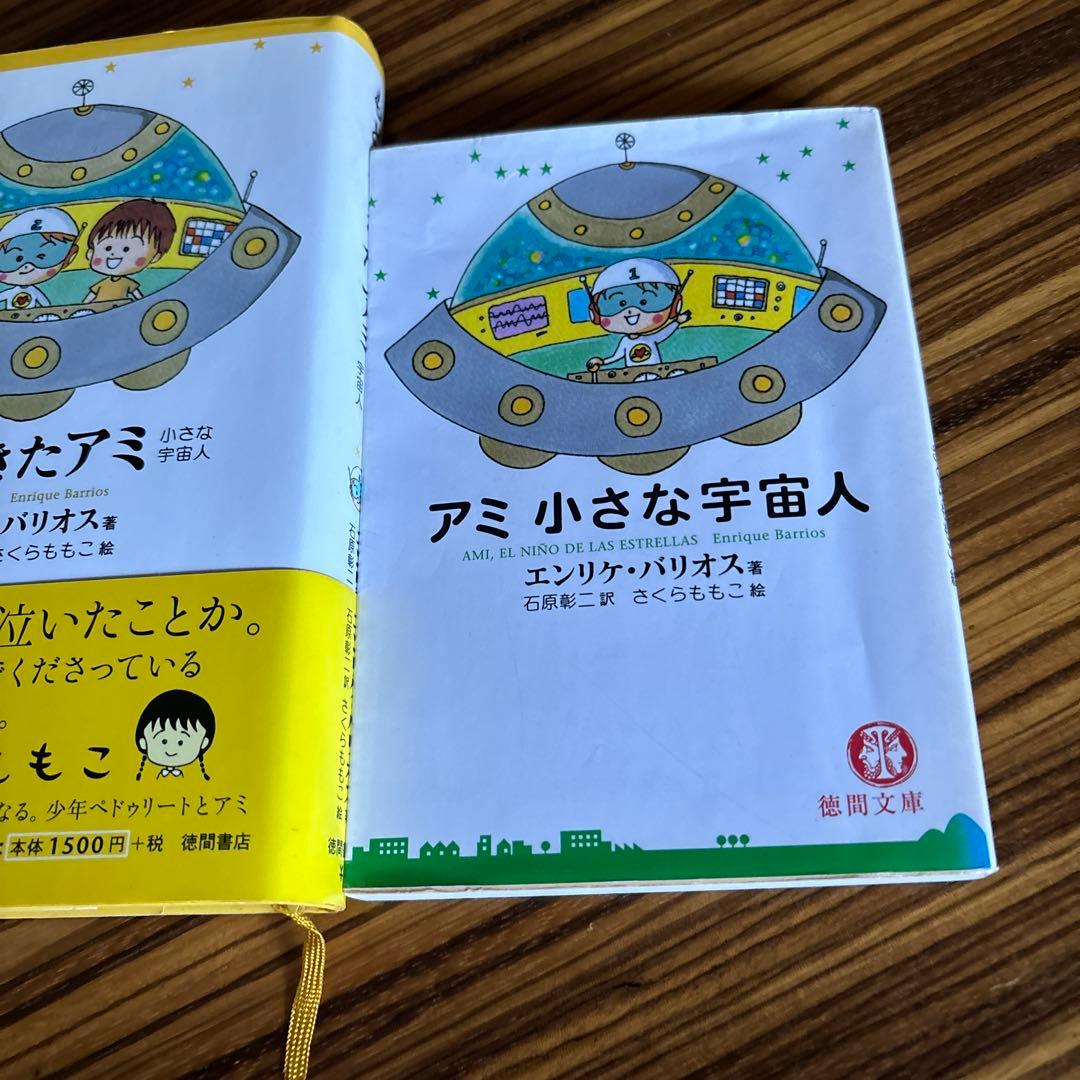 きたアミ
小さな
宇宙人
Enrique Barrios
バリオス 著
さくらももこ 絵
泣いたことか。
くださっている
。
ももこ
なる。少年ペドゥリートとアミ
本体1500円+税 徳間書店
2
1
アミ 小さな宇宙人
AMI, EL NIÑO DE LAS ESTRELLAS Enrique Barrios
エンリケ・バリオス 著
石原彰二 訳 さくらももこ 絵
徳間文庫